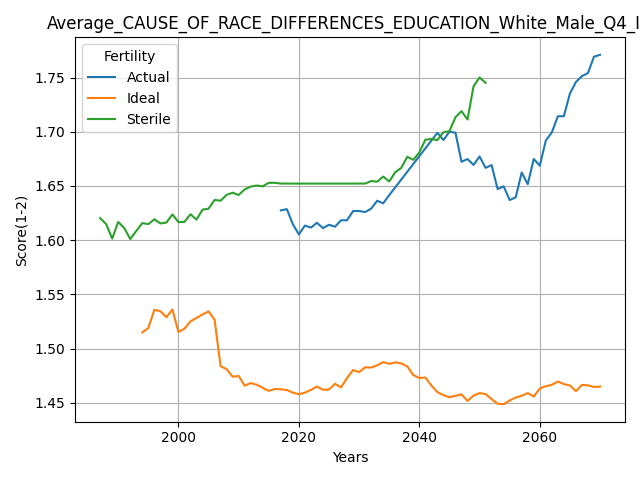 Average_CAUSE_OF_RACE_DIFFERENCES_EDUCATION_White_Male_Q4_I
Fertility
Actual
Ideal
Sterile
Score(1-2)
1.75
1.70
1.65
1.60
1.55
1.50
1.45
2000 2020 2040 2060
Years